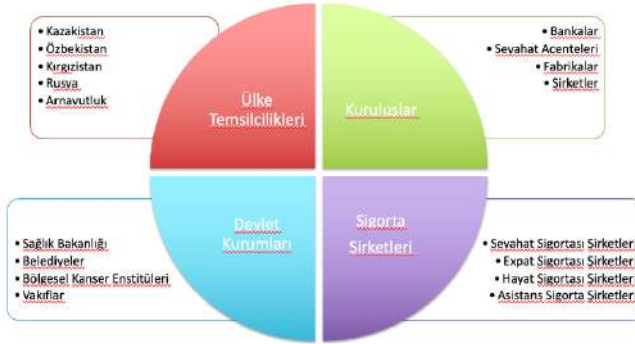 • Kazakistan
• Özbekistan
• Kırgızistan
• Rusya
• Arnavutluk
Ülke
Temsilcilikleri
Kuruluşlar
• Bankalar
• Sevahat Acenteleri
• Fabrikalar
• Şirketler
• Sağlık Bakanlığı
• Belediyeler
• Bölgesel Kanser Enstitüleri
• Vakıflar
Devlet
Kurumları
Sigorta
Şirketleri
• Sevahat Sigortası Şirketler
• Expat Sigortası Şirketler
• Hayat Sigortası Şirketler
• Asistans Sigorta Şirketler